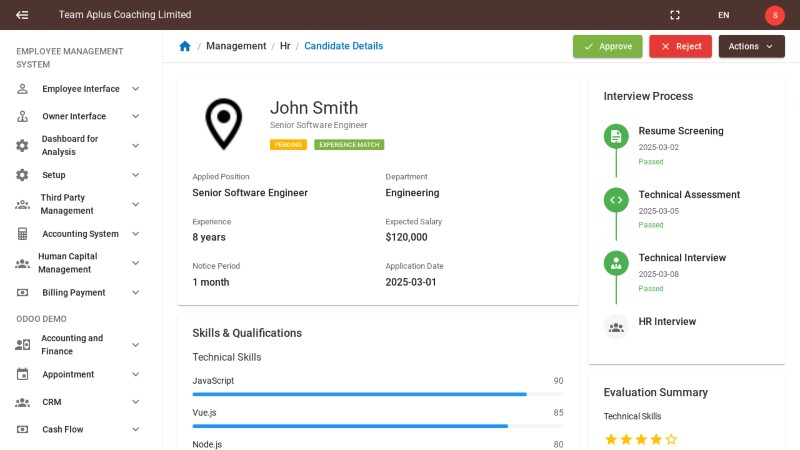 Team Aplus Coaching Limited
EN
S
EMPLOYEE MANAGEMENT
SYSTEM
Employee Interface
Owner Interface
Dashboard for
Analysis
Setup
Third Party
Management
Accounting System
Human Capital
Management
Billing Payment
ODOO DEMO
Accounting and
Finance
Appointment
CRM
Cash Flow
/ Management / Hr / Candidate Details
Approve
Reject
Actions
John Smith
Senior Software Engineer
PENDING
EXPERIENCE MATCH
Applied Position
Senior Software Engineer
Department
Engineering
Experience
8 years
Expected Salary
$120,000
Notice Period
1 month
Application Date
2025-03-01
Skills & Qualifications
Technical Skills
JavaScript 90
Vue.js 85
Node.js 80
Interview Process
Resume Screening
2025-03-02
Passed
Technical Assessment
2025-03-05
Passed
Technical Interview
2025-03-08
Passed
HR Interview
Evaluation Summary
Technical Skills